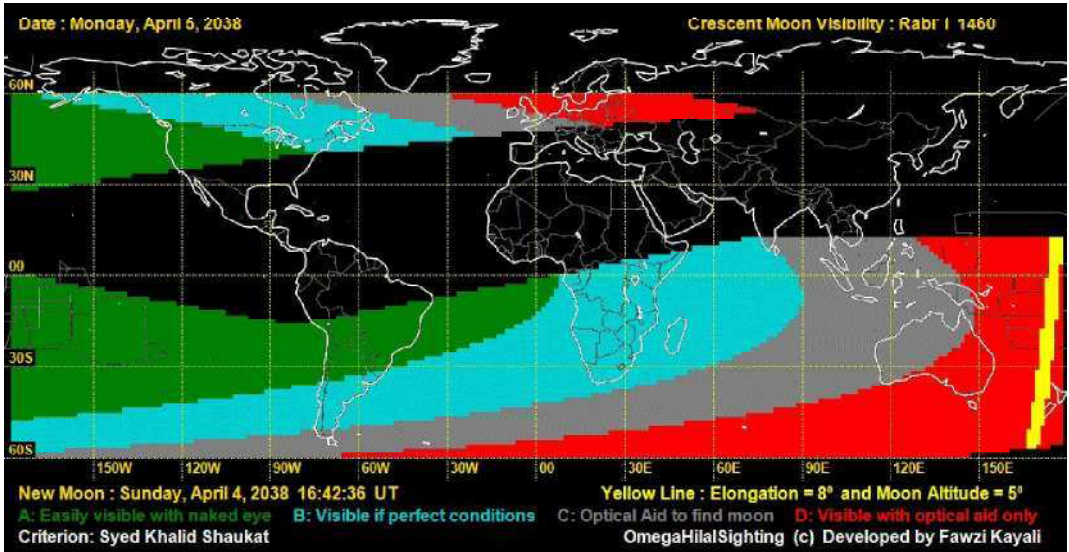 Date : Monday, April 5, 2038 Crescent Moon Visibility : Rabi' I 1460
60N
30N
00
30S
60S
150W 120W 90W 60W 30W 00 30E 60E 90E 120E 150E
New Moon : Sunday, April 4, 2038 16:42:36 UT Yellow Line : Elongation = 8º and Moon Altitude = 5º
A: Easily visible with naked eye B: Visible if perfect conditions C: Optical Aid to find moon D: Visible with optical aid only
Criterion: Syed Khalid Shaukat OmegaHilalSighting (c) Developed by Fawzi Kayali